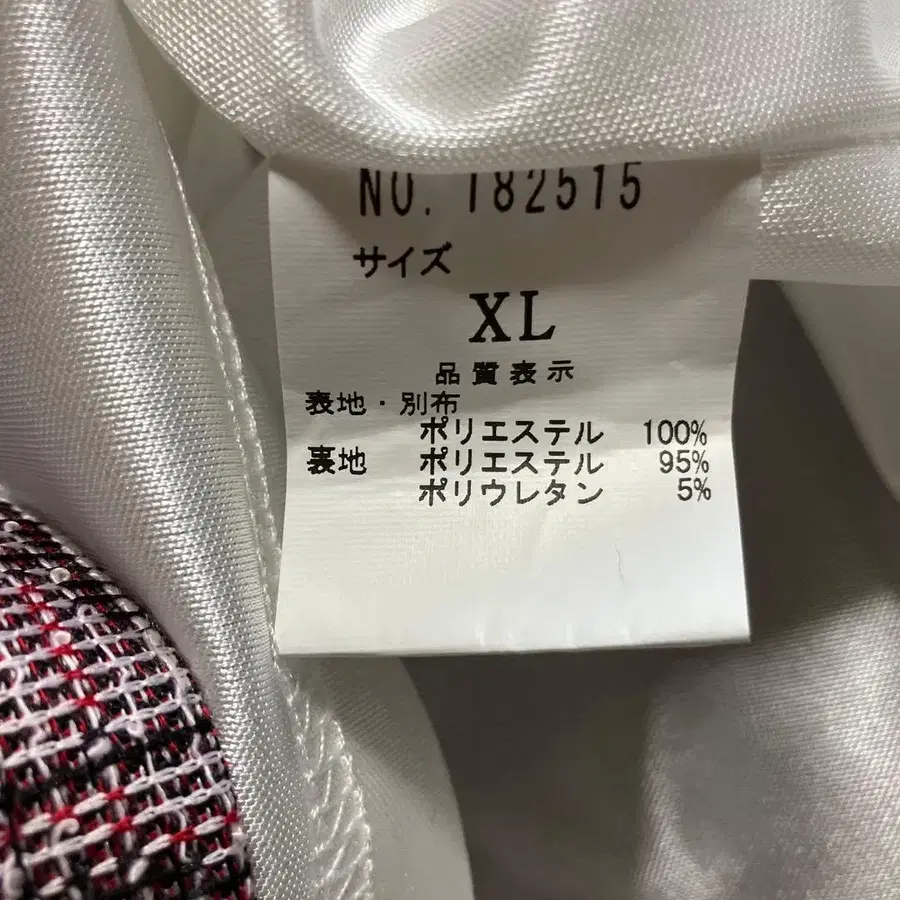 NO. 182515
サイズ
XL
品質表示
表地・別布
ポリエステル 100%
裏地 ポリエステル 95%
ポリウレタン 5%